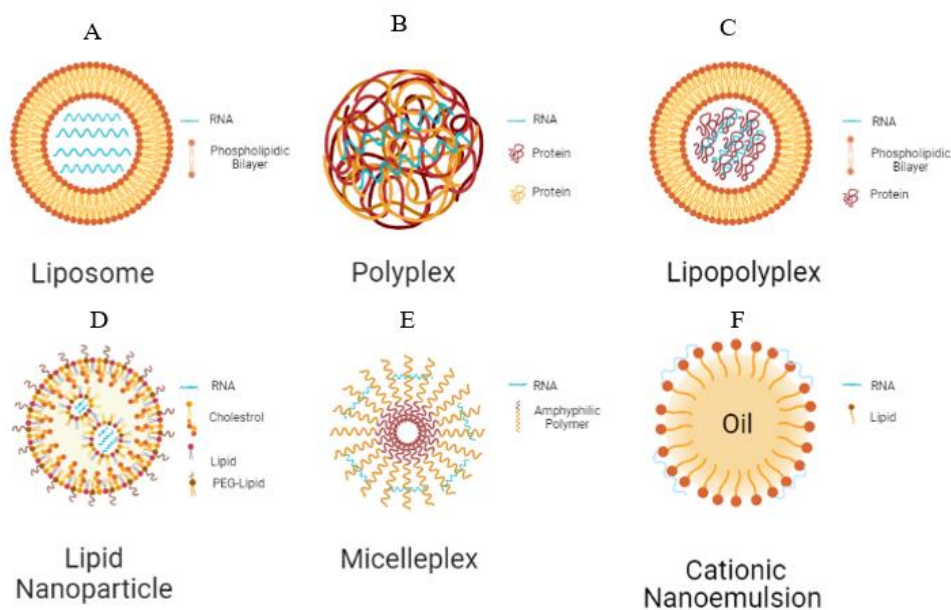 A
B
C
RNA
Phospholipidic
Bilayer
Liposome
RNA
Protein
Protein
Polyplex
RNA
Phospholipidic
Bilayer
Protein
Lipopolyplex
D
E
F
RNA
Cholestrol
Lipid
PEG-Lipid
Lipid
Nanoparticle
RNA
Amphyphilic
Polymer
Micelleplex
Oil
RNA
Lipid
Cationic
Nanoemulsion